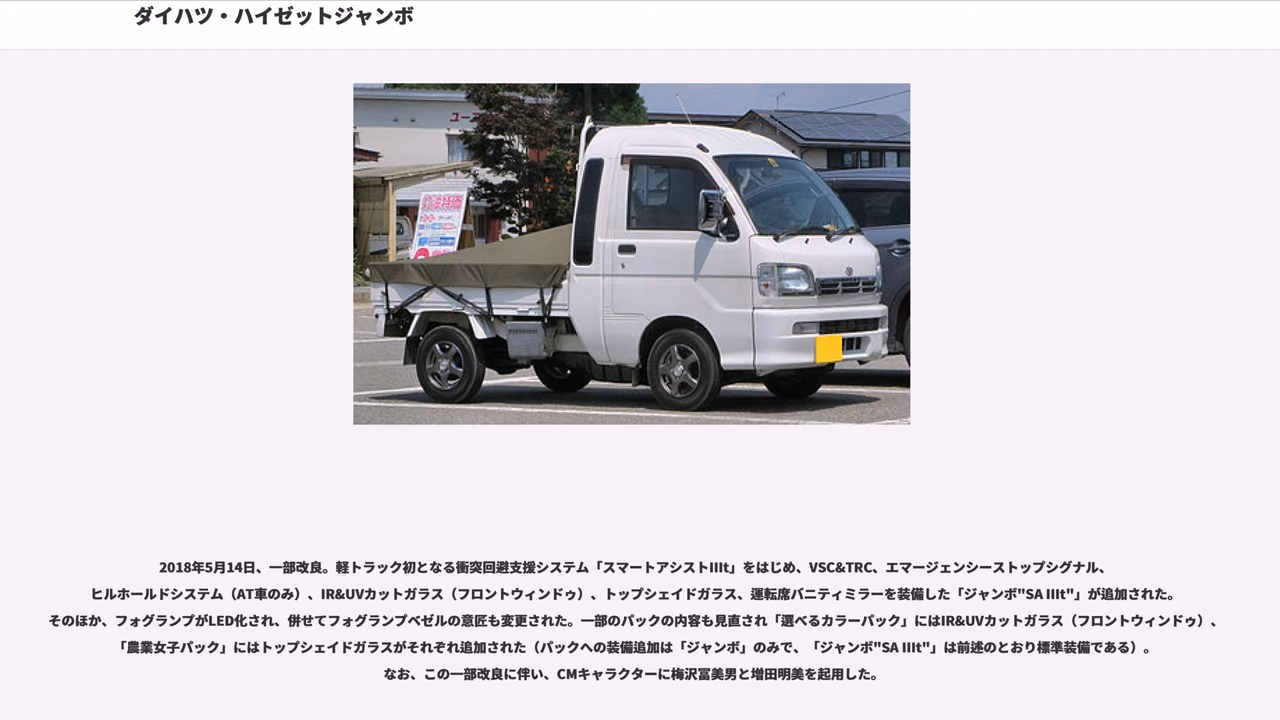 ダイハツ・ハイゼットジャンボ
ユー
2018年5月14日、一部改良。軽トラック初となる衝突回避支援システム「スマートアシストIIIt」をはじめ、VSC&TRC、エマージェンシーストップシグナル、
ヒルホールドシステム（AT車のみ）、IR&UVカットガラス（フロントウィンドゥ）、トップシェイドガラス、運転席バニティミラーを装備した「ジャンボ"SA IIIt"」が追加された。
そのほか、フォグランプがLED化され、併せてフォグランプベゼルの意匠も変更された。一部のパックの内容も見直され「選べるカラーパック」にはIR&UVカットガラス（フロントウィンドゥ）、
「農業女子パック」にはトップシェイドガラスがそれぞれ追加された（パックへの装備追加は「ジャンボ」のみで、「ジャンボ"SA IIIt"」は前述のとおり標準装備である）。
なお、この一部改良に伴い、CMキャラクターに梅沢冨美男と増田明美を起用した。